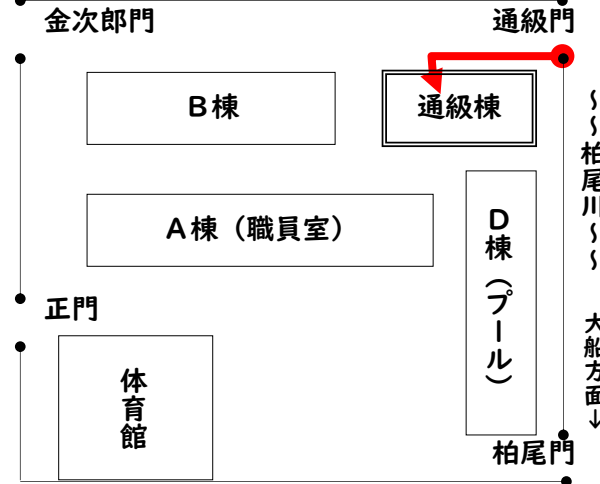 金次郎門
通級門
B棟
通級棟
～～柏尾川～～
A棟（職員室）
D棟（プール）
正門
大船方面↓
体育館
柏尾門